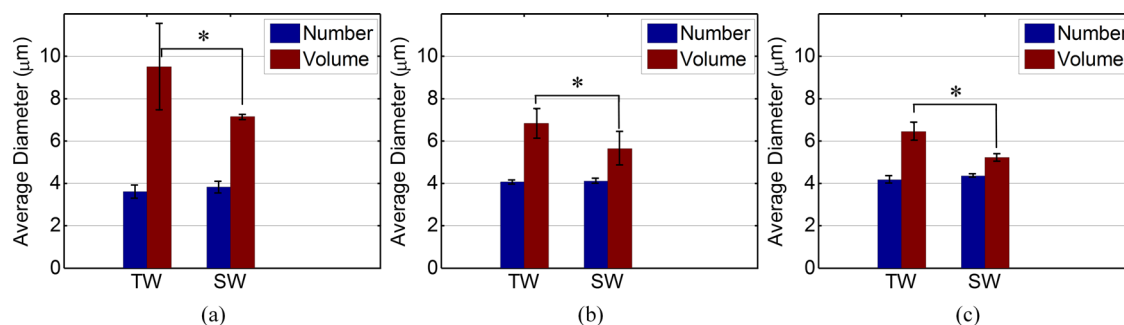 Average Diameter (μm)
10
8
6
4
2
0
*
Number
Volume
TW
SW
(a)
Average Diameter (μm)
10
8
6
4
2
0
*
Number
Volume
TW
SW
(b)
Average Diameter (μm)
10
8
6
4
2
0
*
Number
Volume
TW
SW
(c)